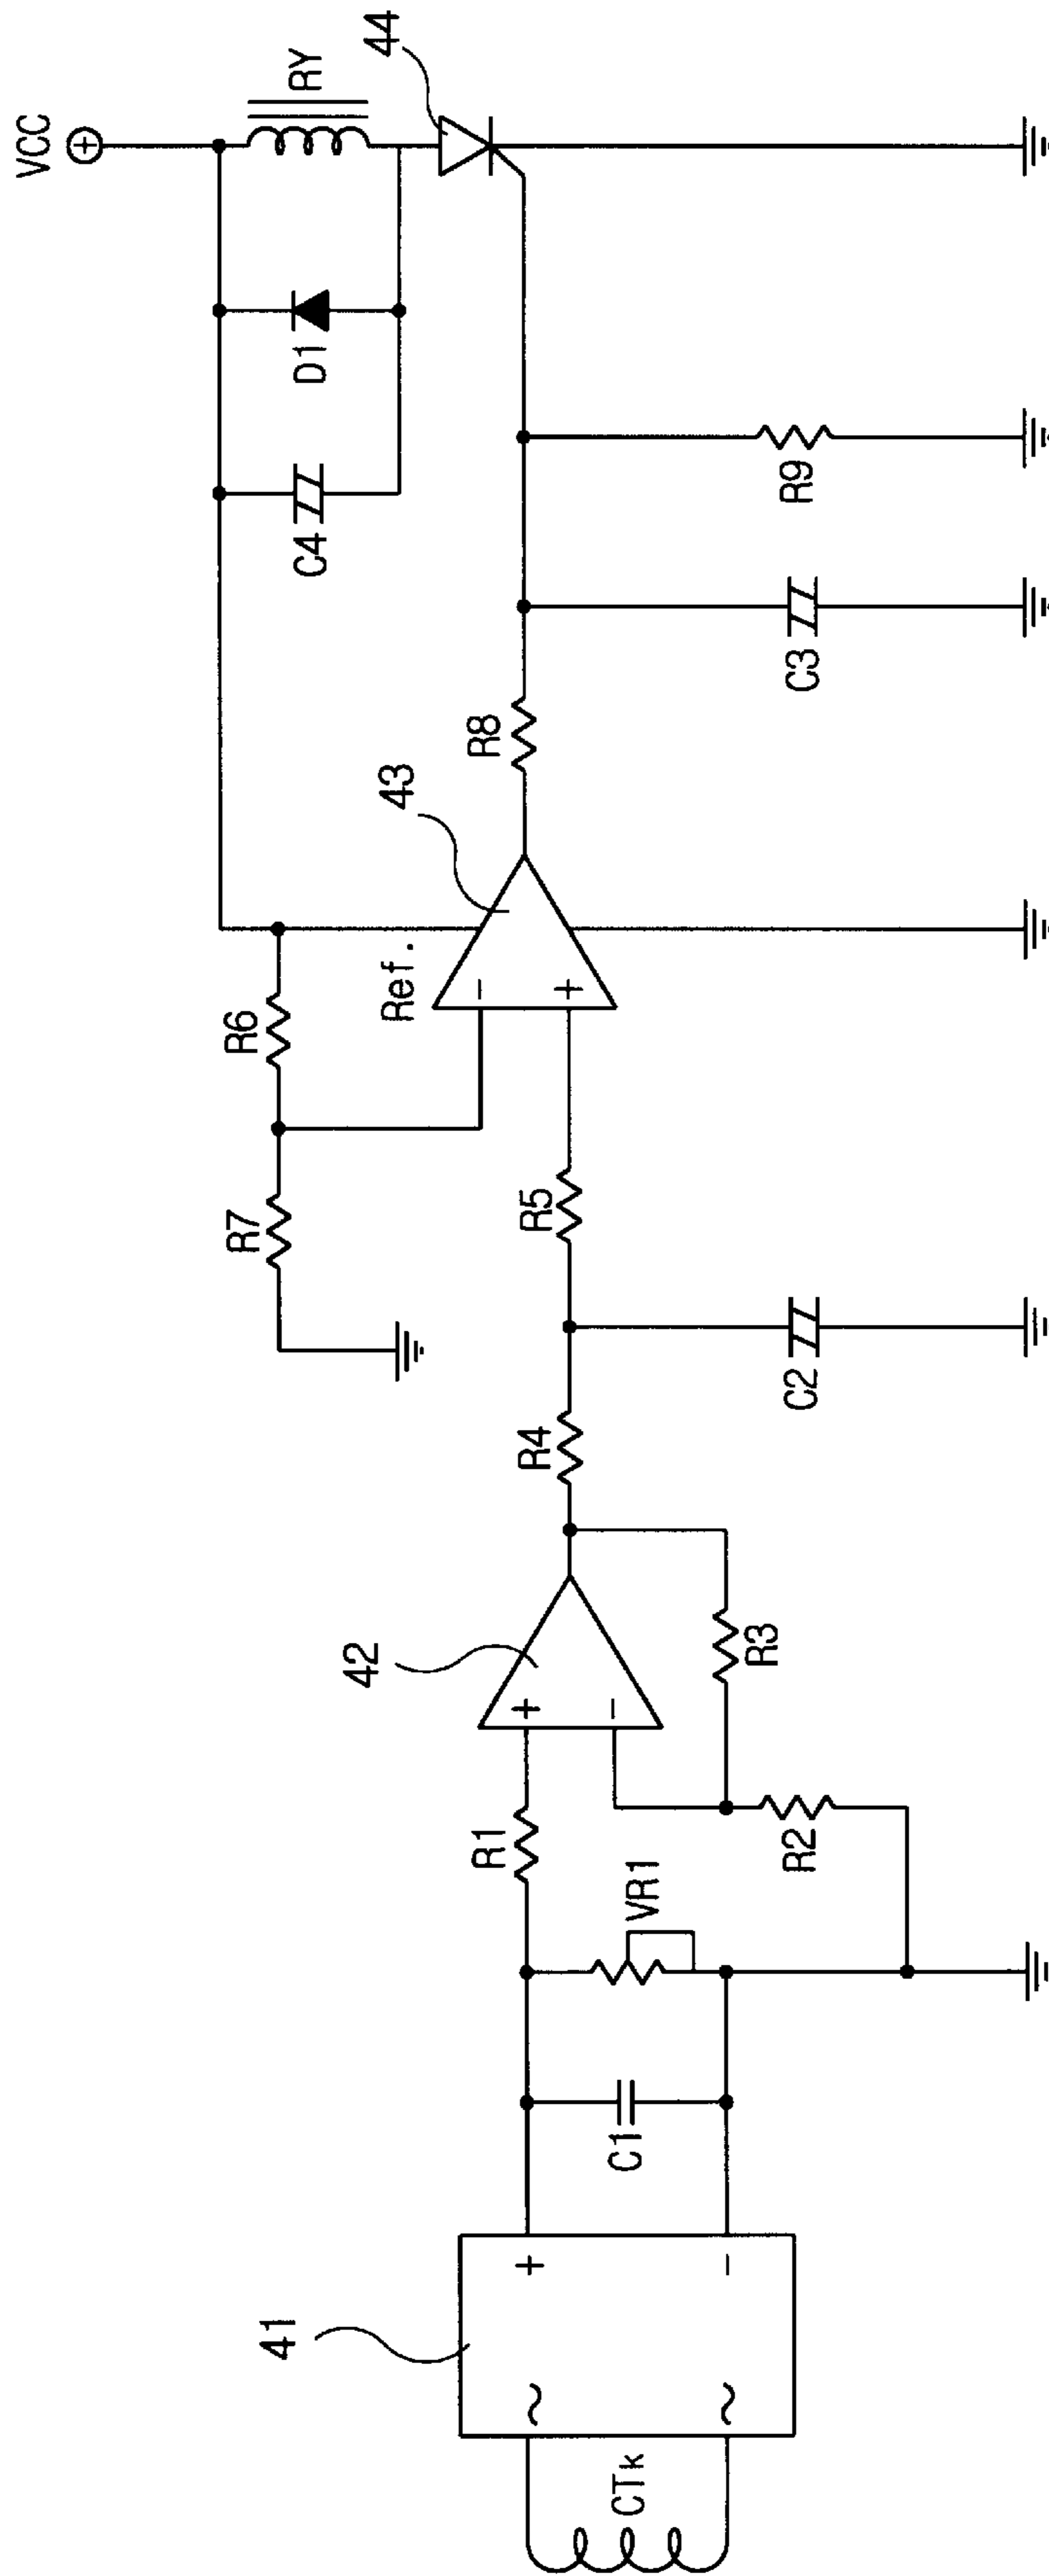 VCC
RY
44
D1
C4
R9
C3
R8
43
Ref.
-
+
R6
R7
R5
C2
R4
42
+
-
R3
R2
R1
VR1
C1
41
+
-
~
~
CTk